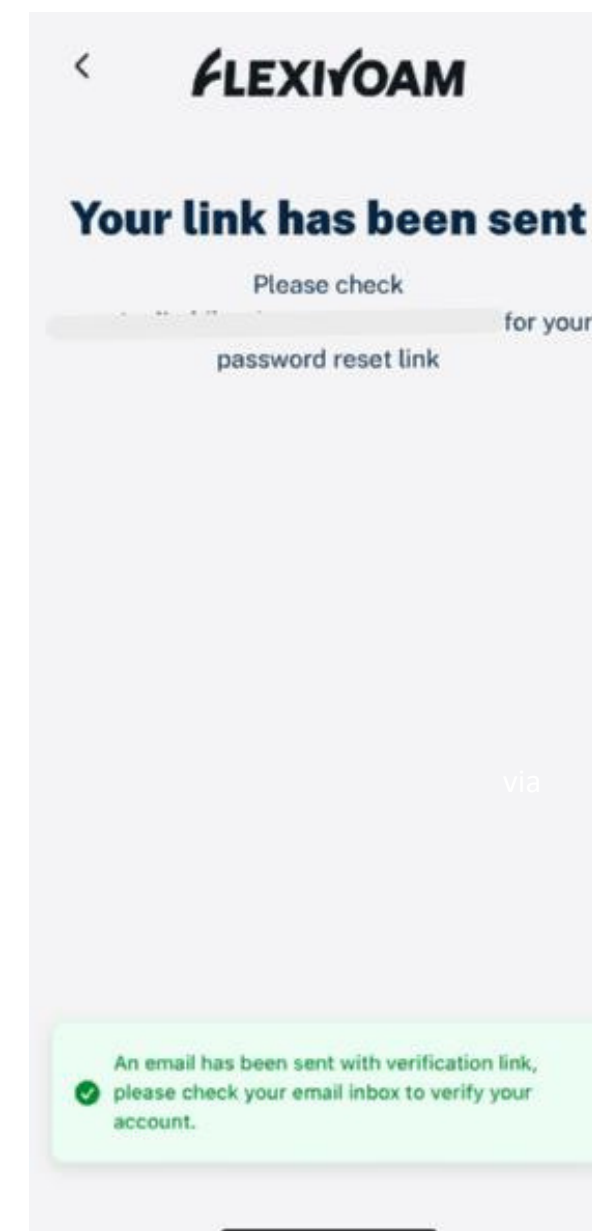 FLEXIROAM
Your link has been sent
Please check
for your
password reset link
via
An email has been sent with verification link,
please check your email inbox to verify your
account.